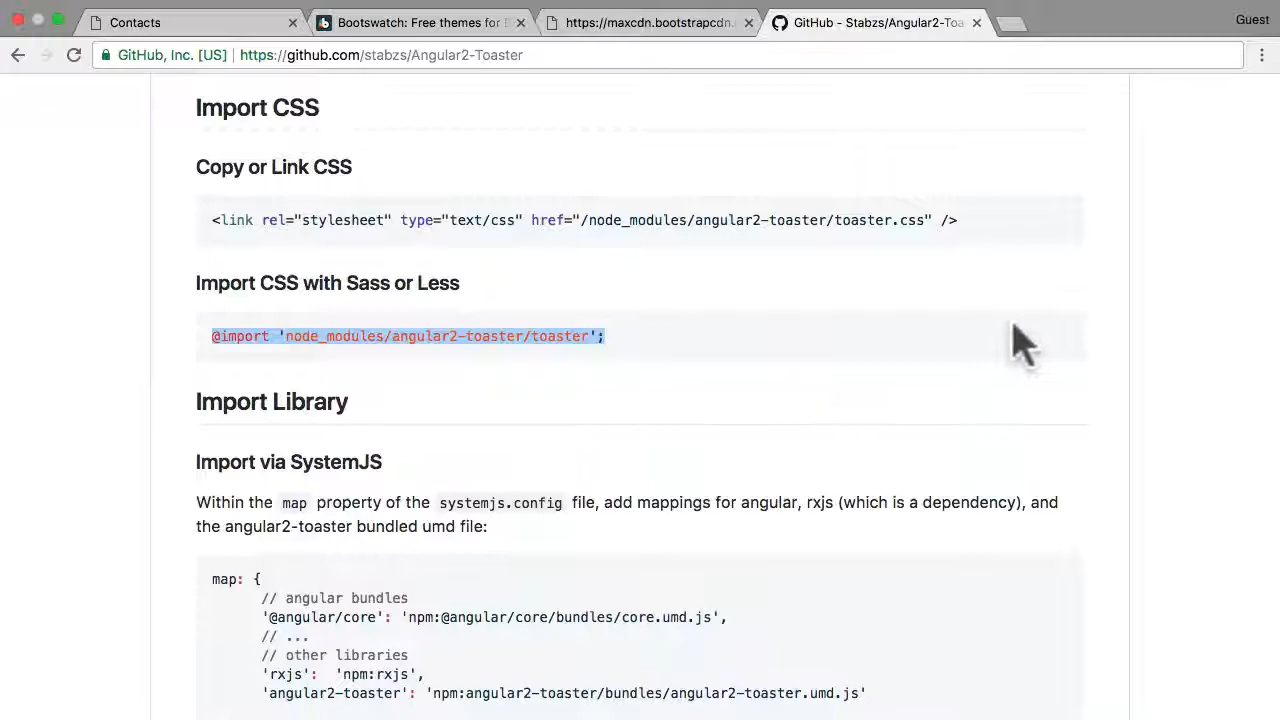 Contacts
Bootswatch: Free themes for
https://maxcdn.bootstrapcdn.
GitHub - Stabzs/Angular2-Toa
Guest
GitHub, Inc. [US] | https://github.com/stabzs/Angular2-Toaster
Import CSS
Copy or Link CSS
<link rel="stylesheet" type="text/css" href="/node_modules/angular2-toaster/toaster.css" />
Import CSS with Sass or Less
@import 'node_modules/angular2-toaster/toaster';
Import Library
Import via SystemJS
Within the map property of the systemjs.config file, add mappings for angular, rxjs (which is a dependency), and
the angular2-toaster bundled umd file:
map: {
// angular bundles
'@angular/core': 'npm:@angular/core/bundles/core.umd.js',
// ...
// other libraries
'rxjs': 'npm:rxjs',
'angular2-toaster': 'npm:angular2-toaster/bundles/angular2-toaster.umd.js'